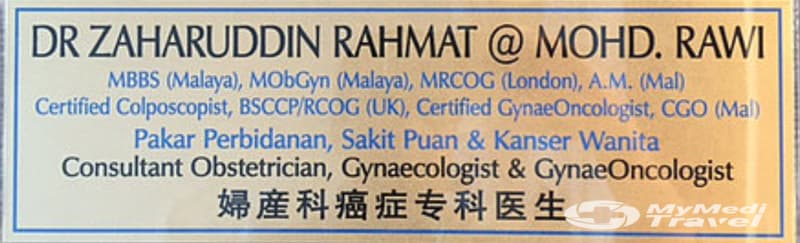 DR ZAHARUDDIN RAHMAT @ MOHD. RAWI
MBBS (Malaya), MObGyn (Malaya), MRCOG (London), A.M. (Mal)
Certified Colposcopist, BSCCP/RCOG (UK), Certified GynaeOncologist, CGO (Mal)
Pakar Perbidanan, Sakit Puan & Kanser Wanita
Consultant Obstetrician, Gynaecologist & GynaeOncologist
婦産科癌症专科医生
MyMedi
Travel